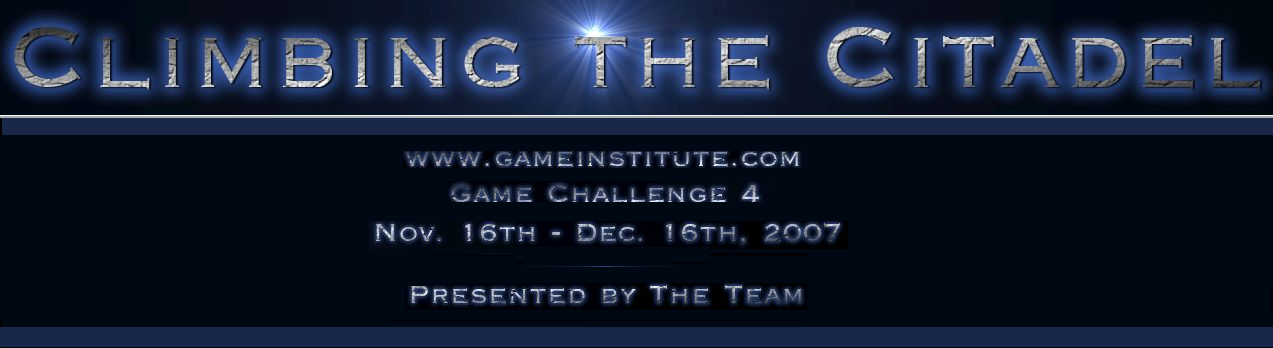 Climbing the Citadel
www.gameinstitute.com
Game Challenge 4
Nov. 16th - Dec. 16th, 2007
Presented by The Team